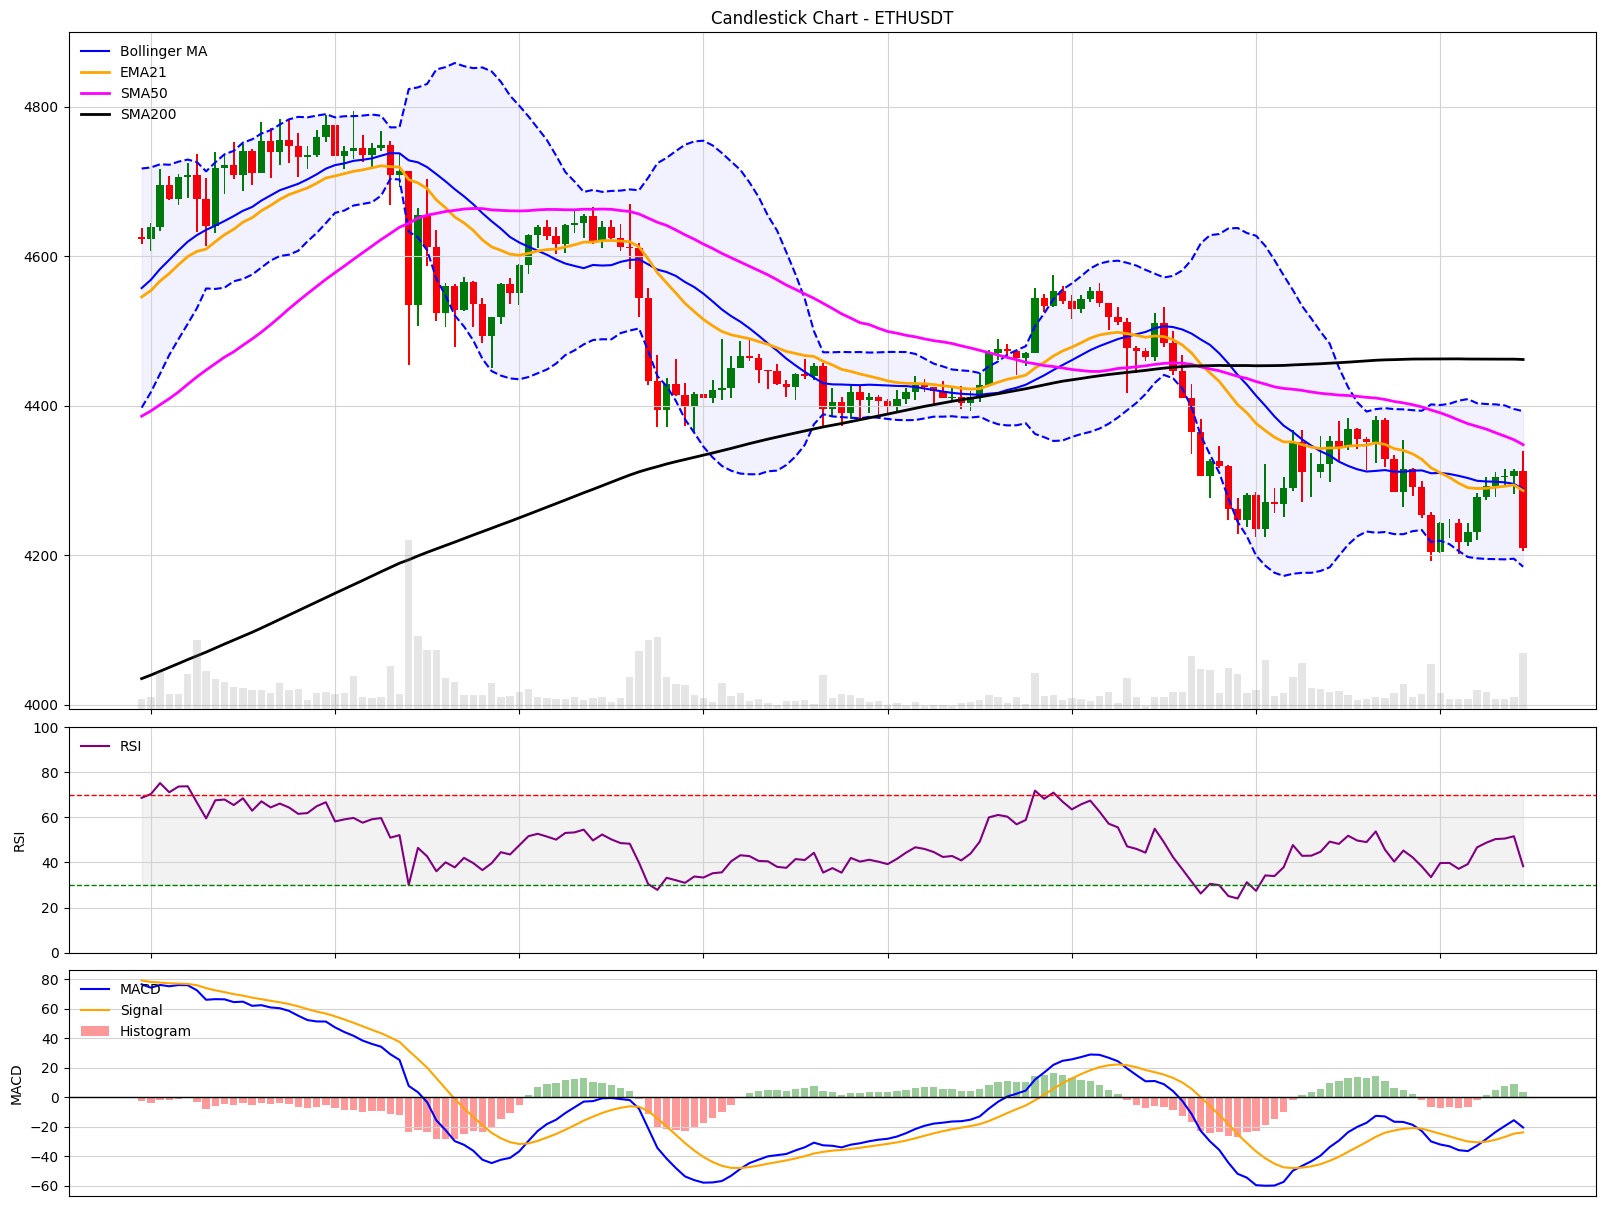 Candlestick Chart - ETHUSDT
Bollinger MA
EMA21
SMA50
SMA200
4800
4600
4400
4200
4000
100
80
60
40
20
0
RSI
RSI
80
60
40
20
0
−20
−40
−60
MACD
MACD
Signal
Histogram